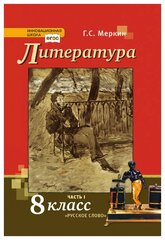 ИННОВАЦИОННАЯ
ШКОЛА
ФГОС
Г.С. Меркин
Литература
ЧАСТЬ 1
8 класс
«РУССКОЕ СЛОВО»